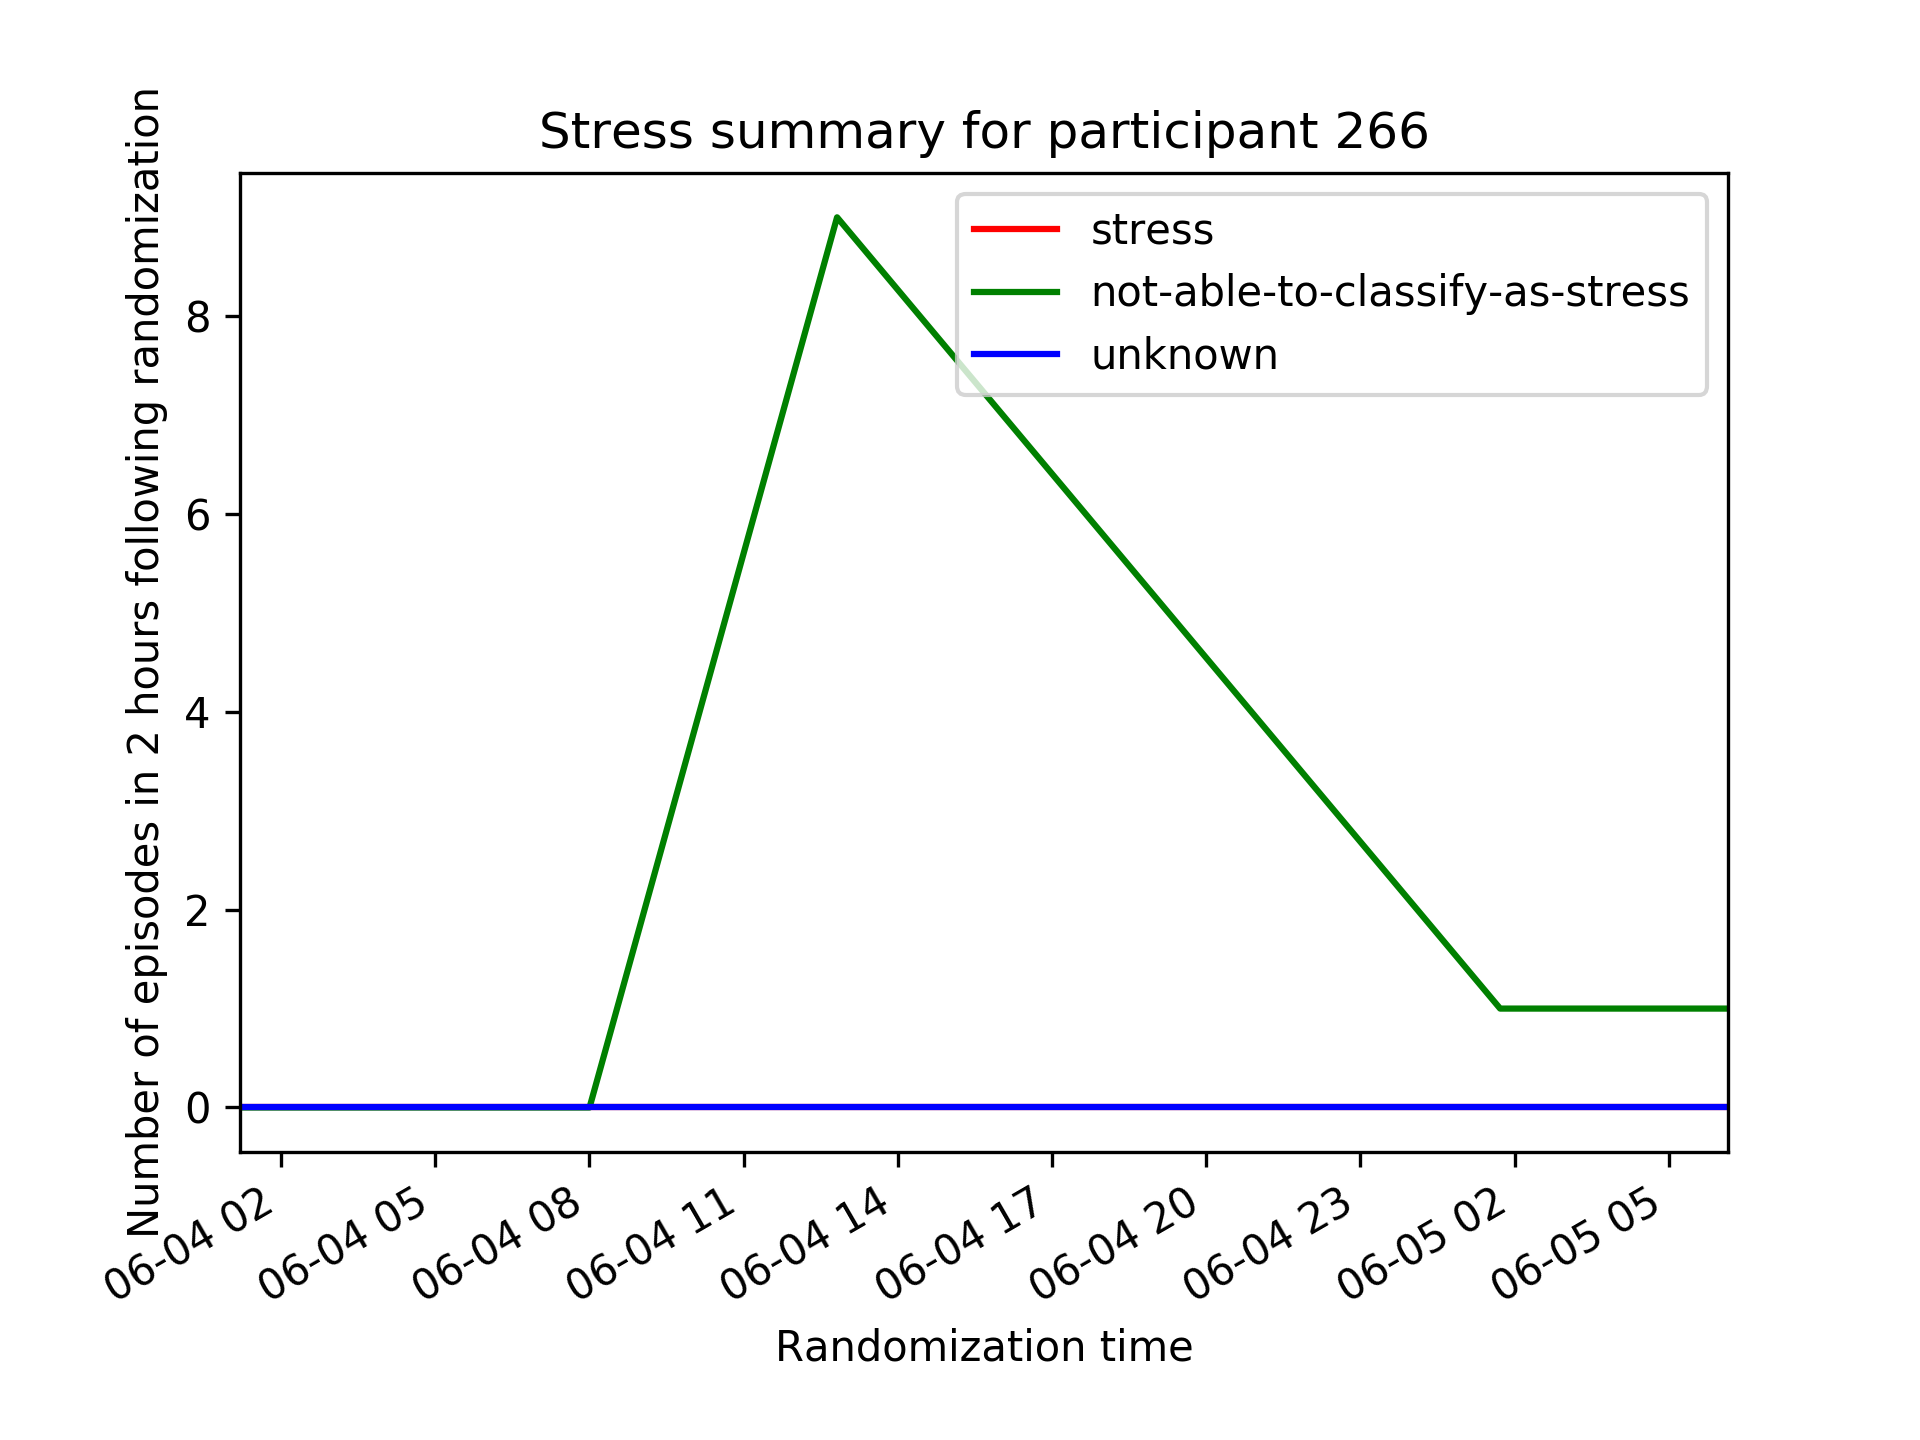 Stress summary for participant 266
Number of episodes in 2 hours following randomization
stress
not-able-to-classify-as-stress
unknown
8
6
4
2
0
06-04 02
06-04 05
06-04 08
06-04 11
06-04 14
06-04 17
06-04 20
06-04 23
06-05 02
06-05 05
Randomization time